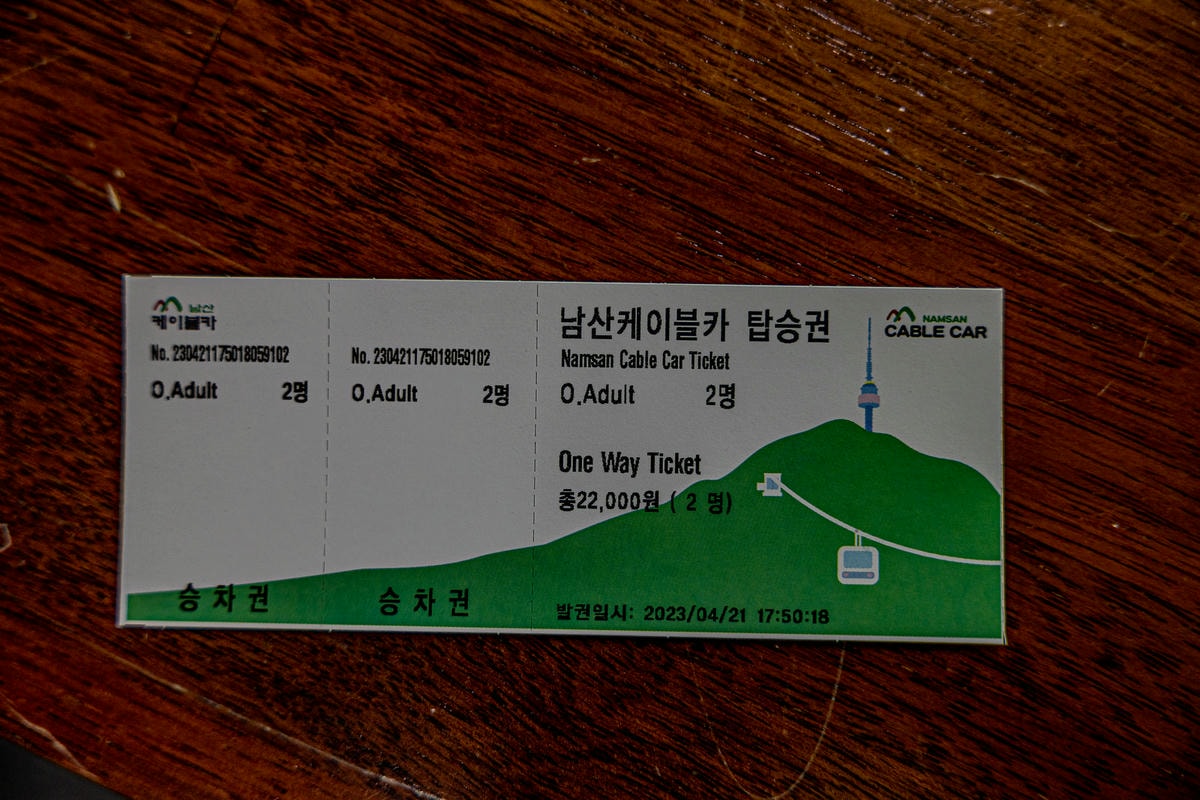 남산
케이블카
No. 230421175018059102
O.Adult 2명
승 차 권
No. 230421175018059102
O.Adult 2명
승 차 권
남산케이블카 탑승권
Namsan Cable Car Ticket
O.Adult 2명
One Way Ticket
총22,000원 ( 2 명)
발권일시: 2023/04/21 17:50:18
NAMSAN
CABLE CAR